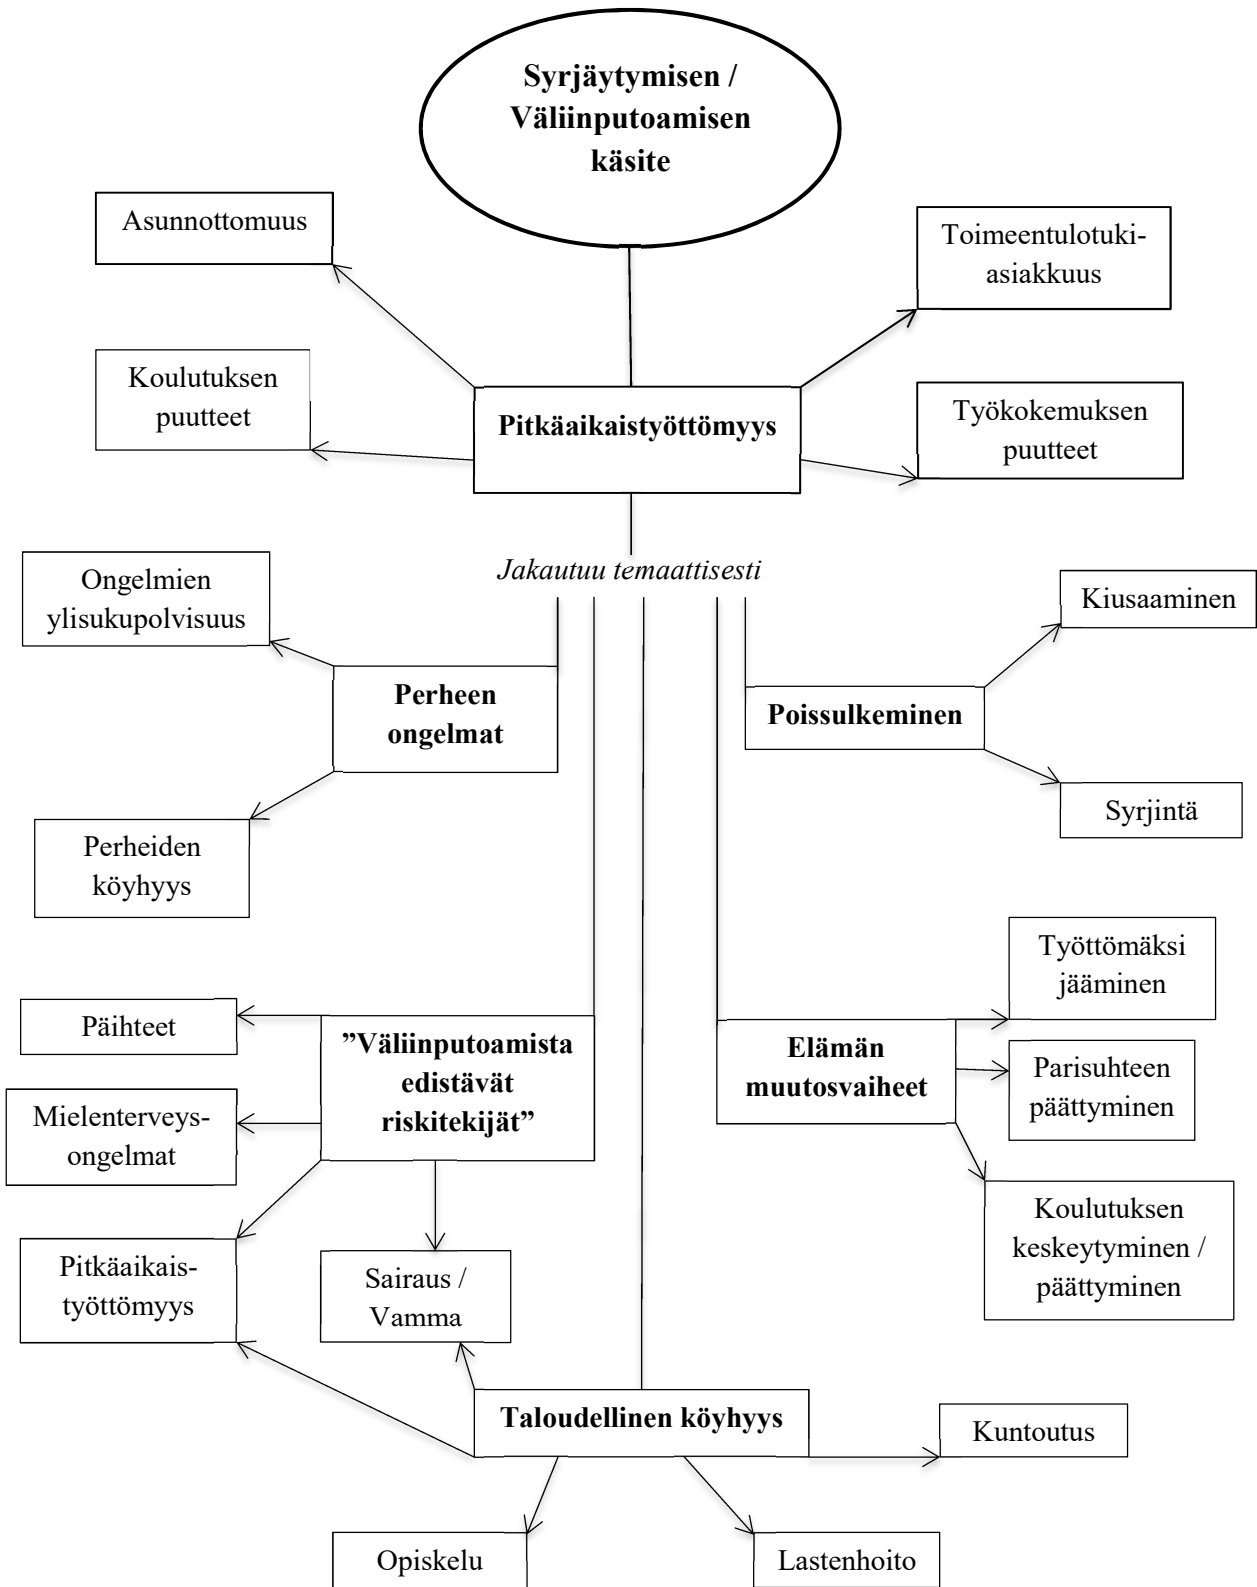 Syrjäytymisen /
Väliinputoamisen
käsite
Asunnottomuus
Toimeentulotuki-
asiakkuus
Koulutuksen
puutteet
Pitkäaikaistyöttömyys
Työkokemuksen
puutteet
Jakautuu temaattisesti
Ongelmien
ylisukupolvisuus
Kiusaaminen
Perheen
ongelmat
Poissulkeminen
Syrjintä
Perheiden
köyhyys
Työttömäksi
jääminen
Päihteet
”Väliinputoamista
edistävät
riskitekijät”
Elämän
muutosvaiheet
Parisuhteen
päättyminen
Mielenterveys-
ongelmat
Koulutuksen
keskeytyminen /
päättyminen
Pitkäaikais-
työttömyys
Sairaus /
Vamma
Taloudellinen köyhyys
Kuntoutus
Opiskelu
Lastenhoito